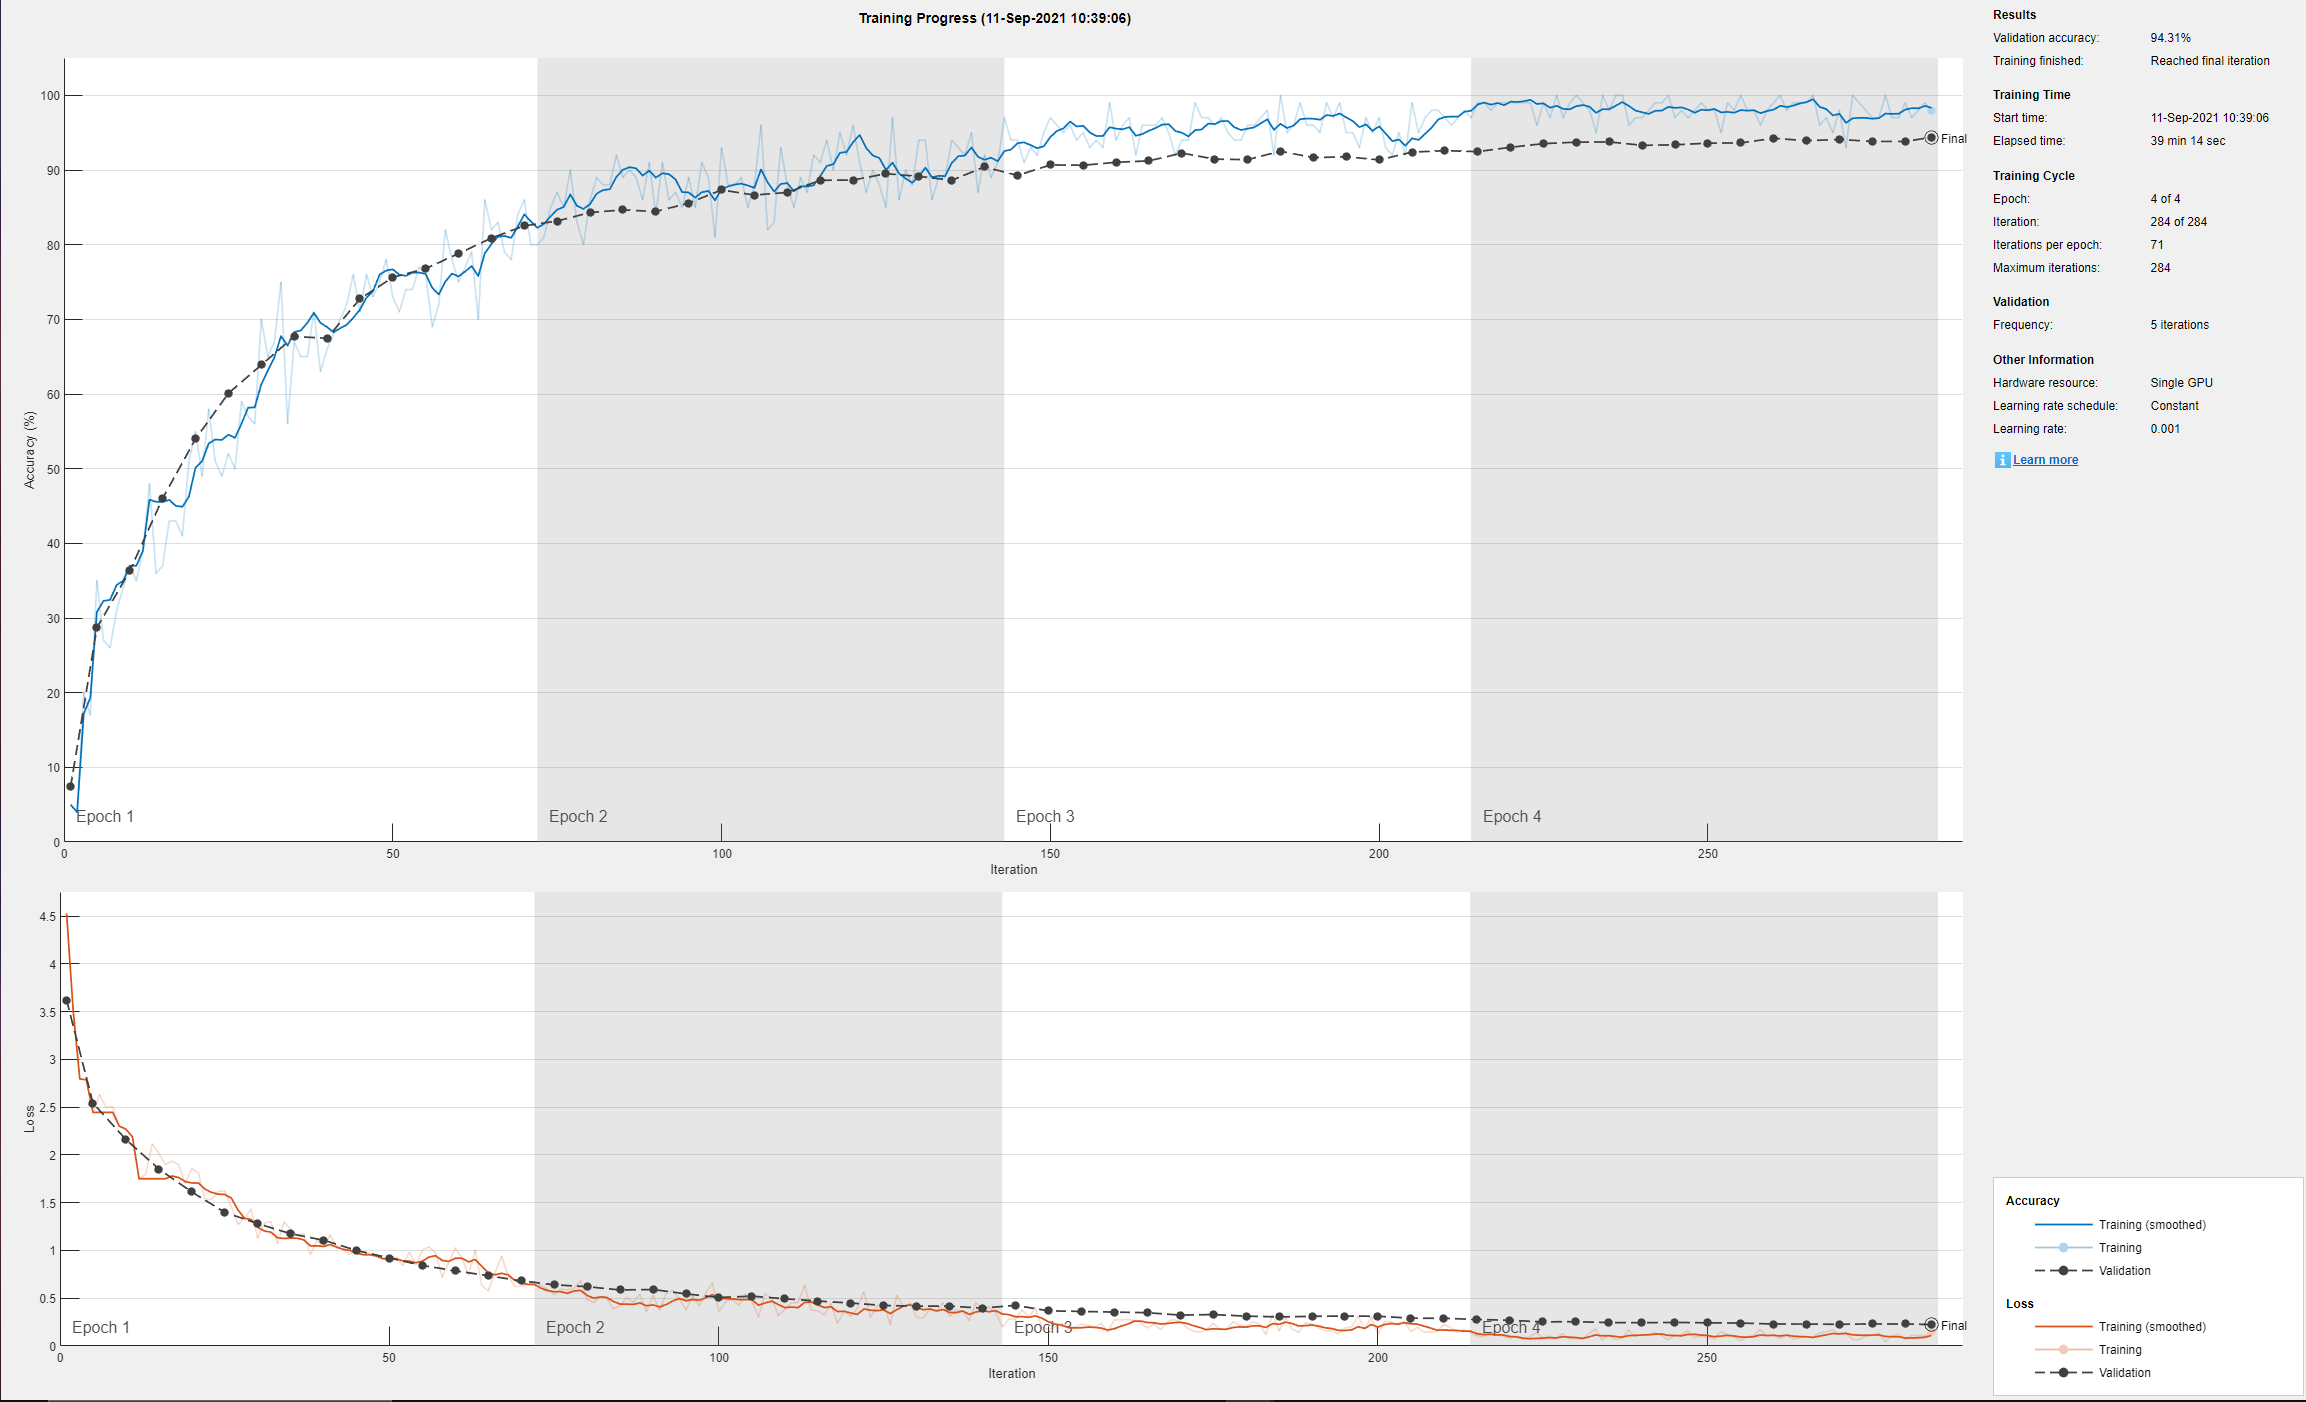 Training Progress (11-Sep-2021 10:39:06)
Accuracy (%)
100
90
80
70
60
50
40
30
20
10
0
Epoch 1
Epoch 2
Epoch 3
Epoch 4
Final
0
50
100
150
200
250
Iteration
Loss
4.5
4
3.5
3
2.5
2
1.5
1
0.5
0
Epoch 1
Epoch 2
Epoch 3
Epoch 4
Final
0
50
100
150
200
250
Iteration
Results
Validation accuracy: 94.31%
Training finished: Reached final iteration
Training Time
Start time: 11-Sep-2021 10:39:06
Elapsed time: 39 min 14 sec
Training Cycle
Epoch: 4 of 4
Iteration: 284 of 284
Iterations per epoch: 71
Maximum iterations: 284
Validation
Frequency: 5 iterations
Other Information
Hardware resource: Single GPU
Learning rate schedule: Constant
Learning rate: 0.001
i Learn more
Accuracy
Training (smoothed)
Training
Validation
Loss
Training (smoothed)
Training
Validation